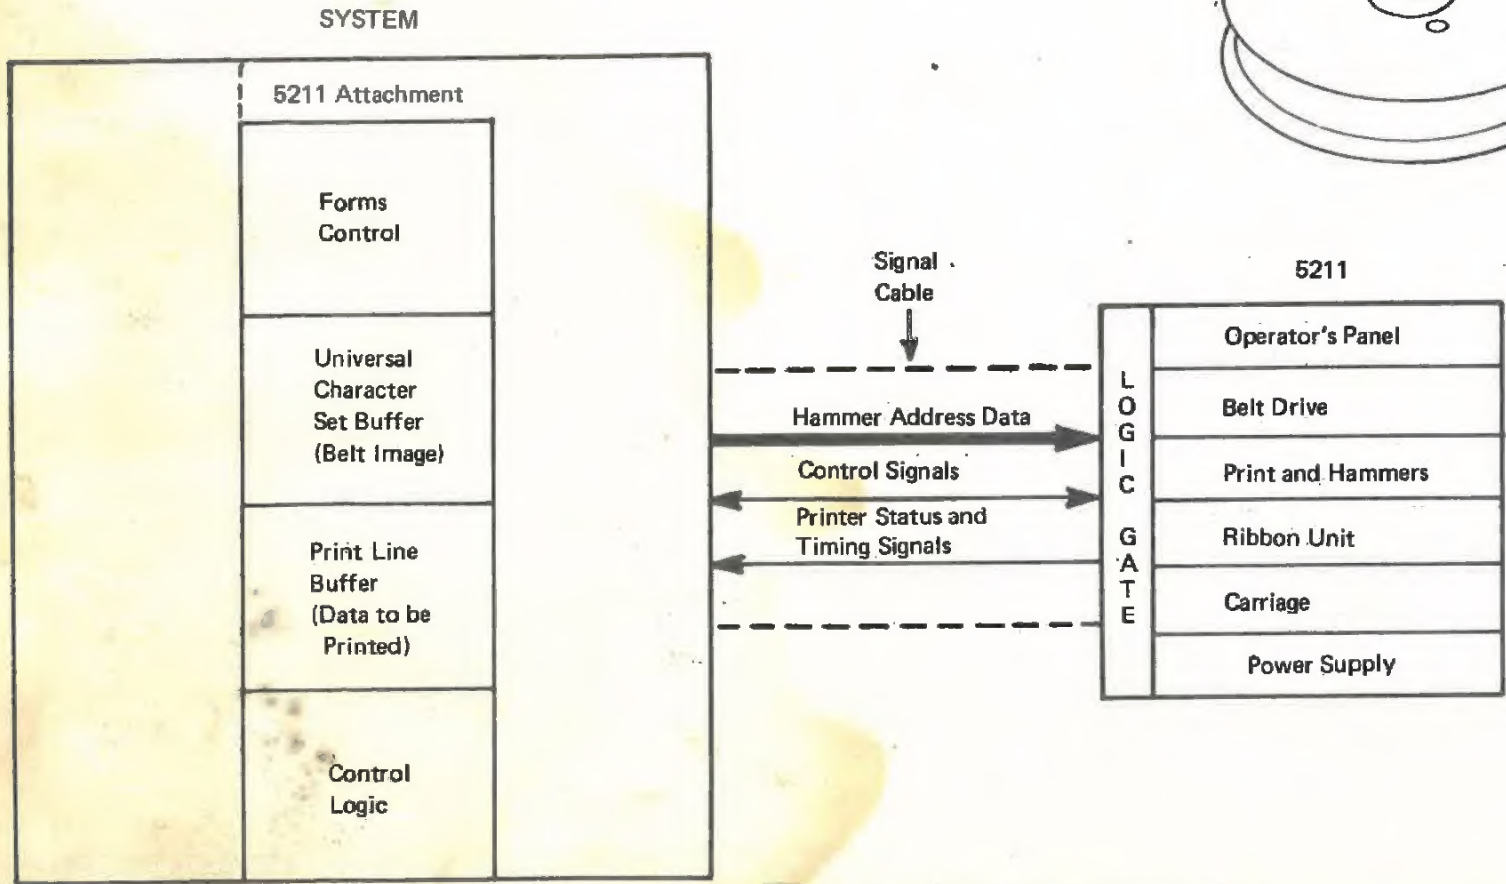 SYSTEM
5211 Attachment
Forms
Control
Universal
Character
Set Buffer
(Belt Image)
Print Line
Buffer
(Data to be
Printed)
Control
Logic
Signal
Cable
Hammer Address Data
Control Signals
Printer Status and
Timing Signals
5211
LOGIC GATE
Operator's Panel
Belt Drive
Print and Hammers
Ribbon Unit
Carriage
Power Supply